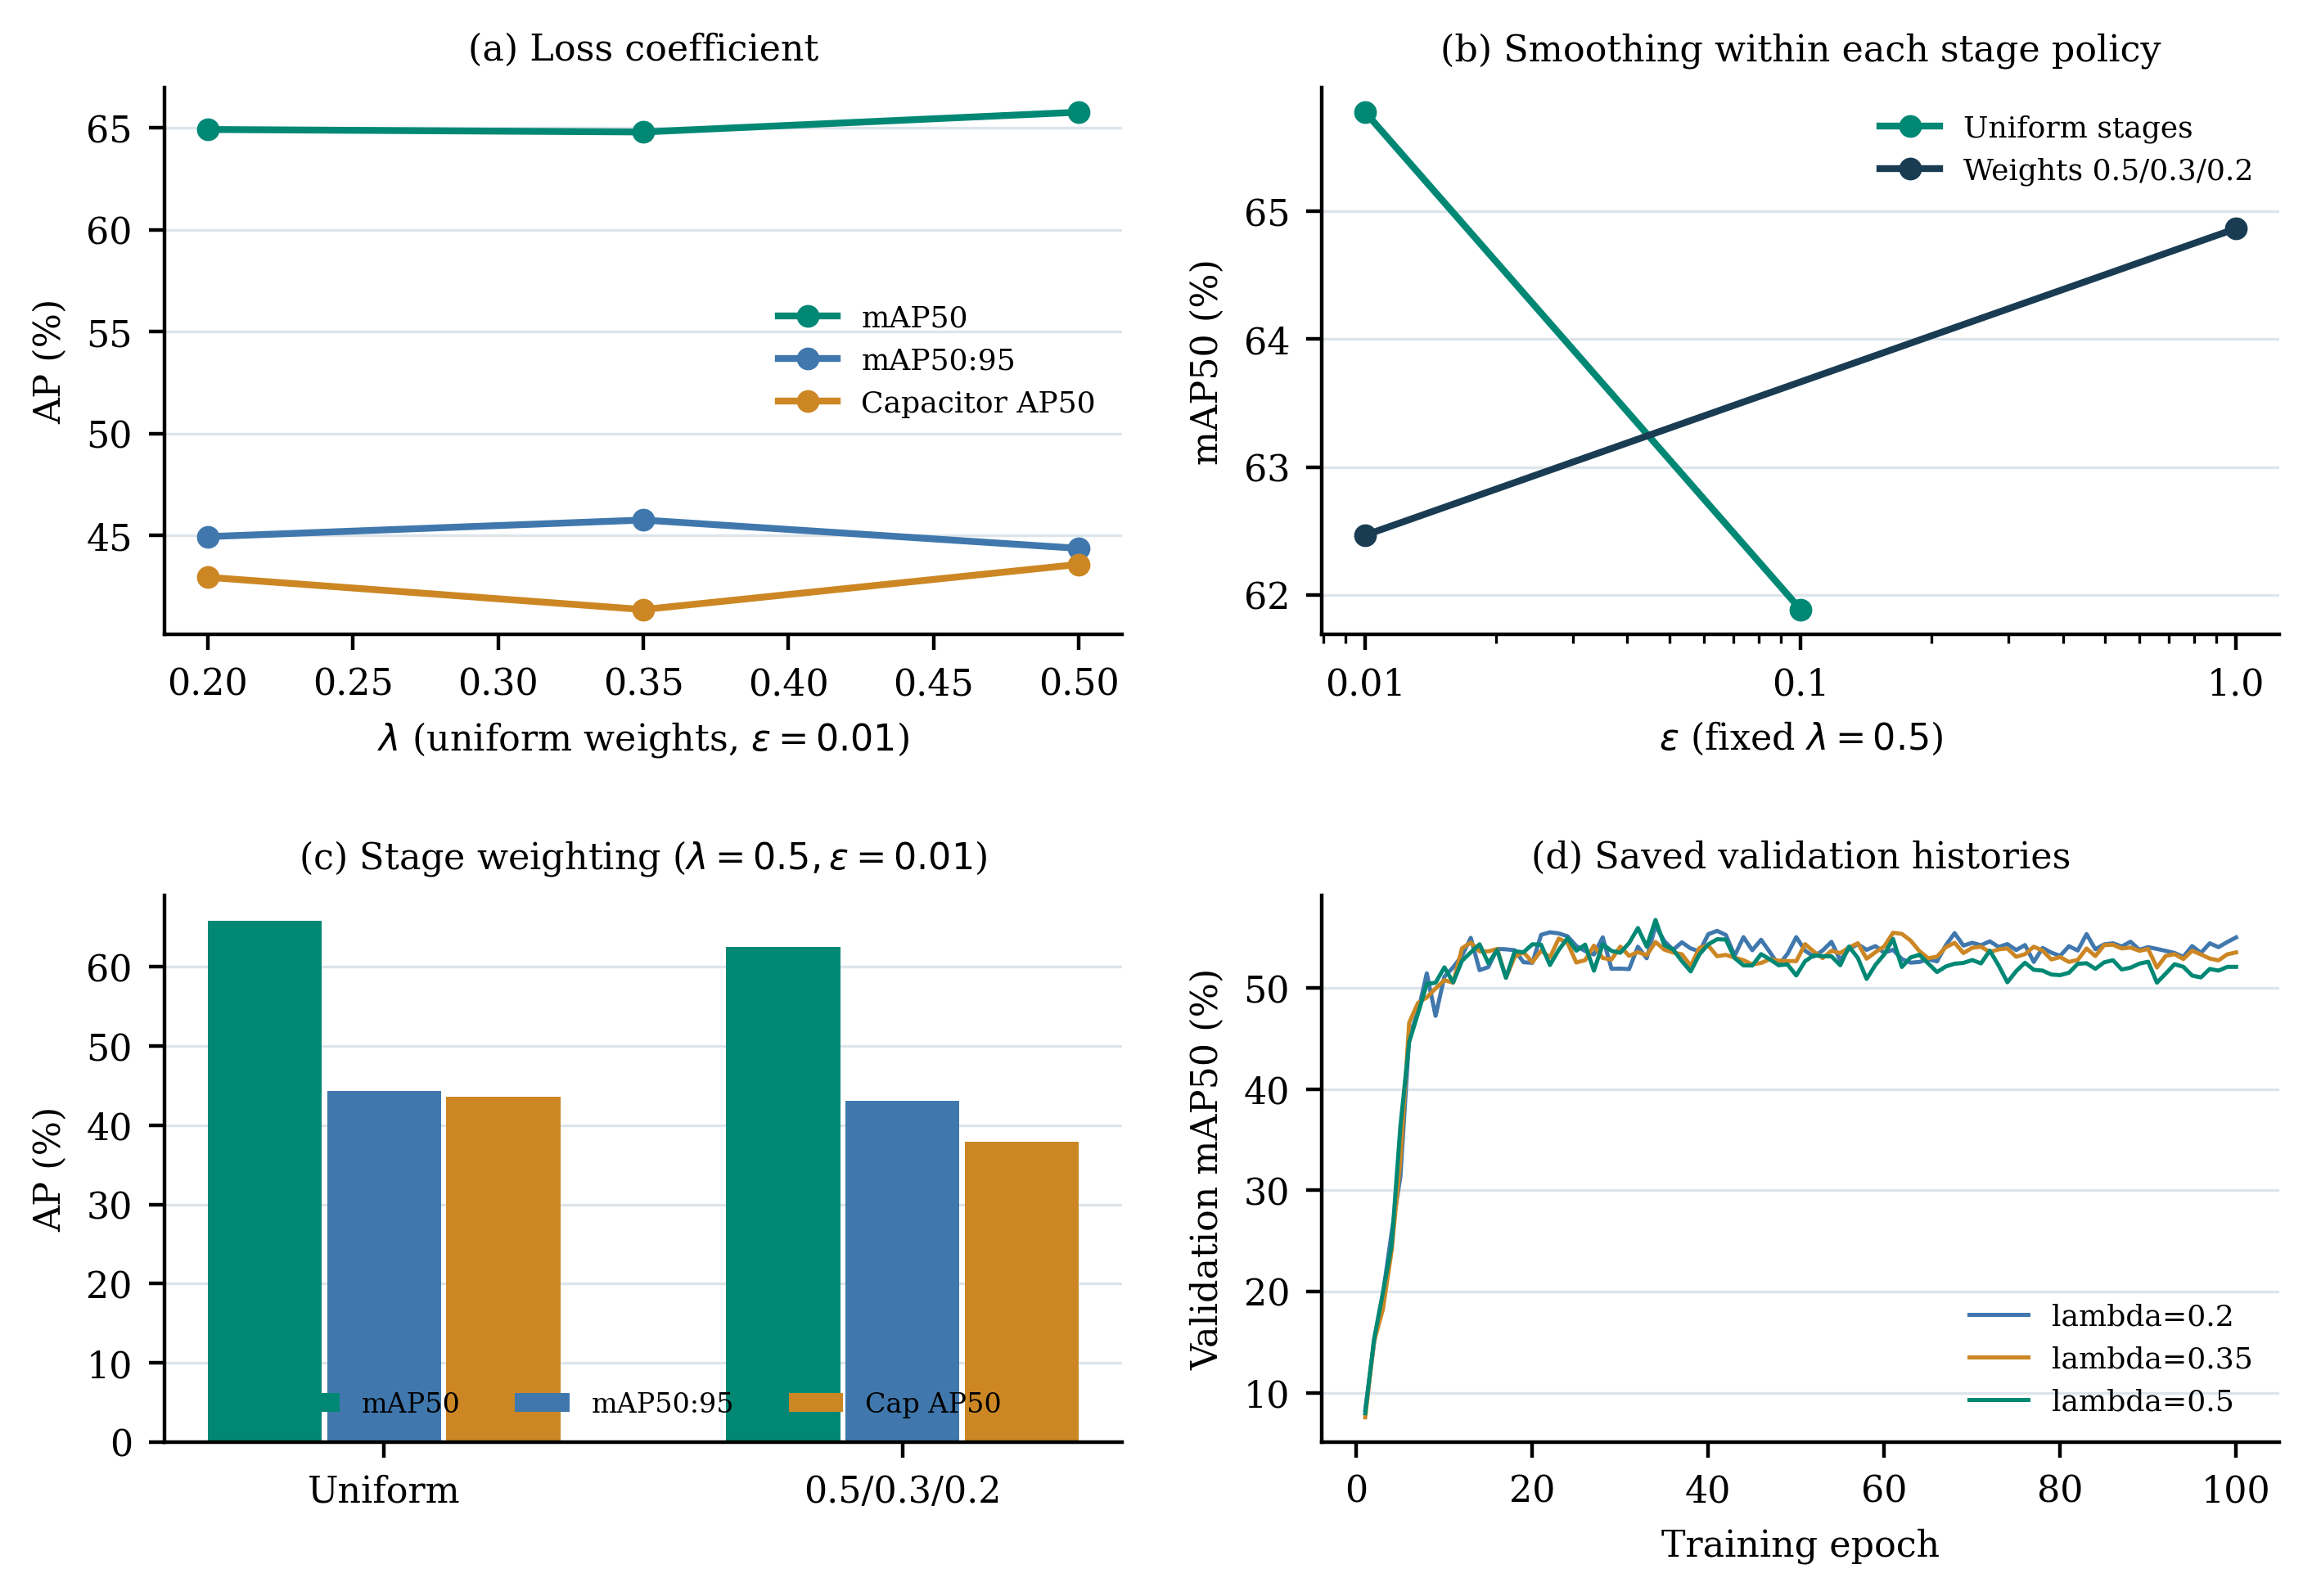 (a) Loss coefficient
AP (%)
65
60
55
50
45
mAP50
mAP50:95
Capacitor AP50
0.20 0.25 0.30 0.35 0.40 0.45 0.50
λ (uniform weights, ε = 0.01)
(b) Smoothing within each stage policy
mAP50 (%)
65
64
63
62
Uniform stages
Weights 0.5/0.3/0.2
0.01 0.1 1.0
ε (fixed λ = 0.5)
(c) Stage weighting (λ = 0.5, ε = 0.01)
AP (%)
60
50
40
30
20
10
0
mAP50 mAP50:95 Cap AP50
Uniform 0.5/0.3/0.2
(d) Saved validation histories
Validation mAP50 (%)
50
40
30
20
10
lambda=0.2
lambda=0.35
lambda=0.5
0 20 40 60 80 100
Training epoch